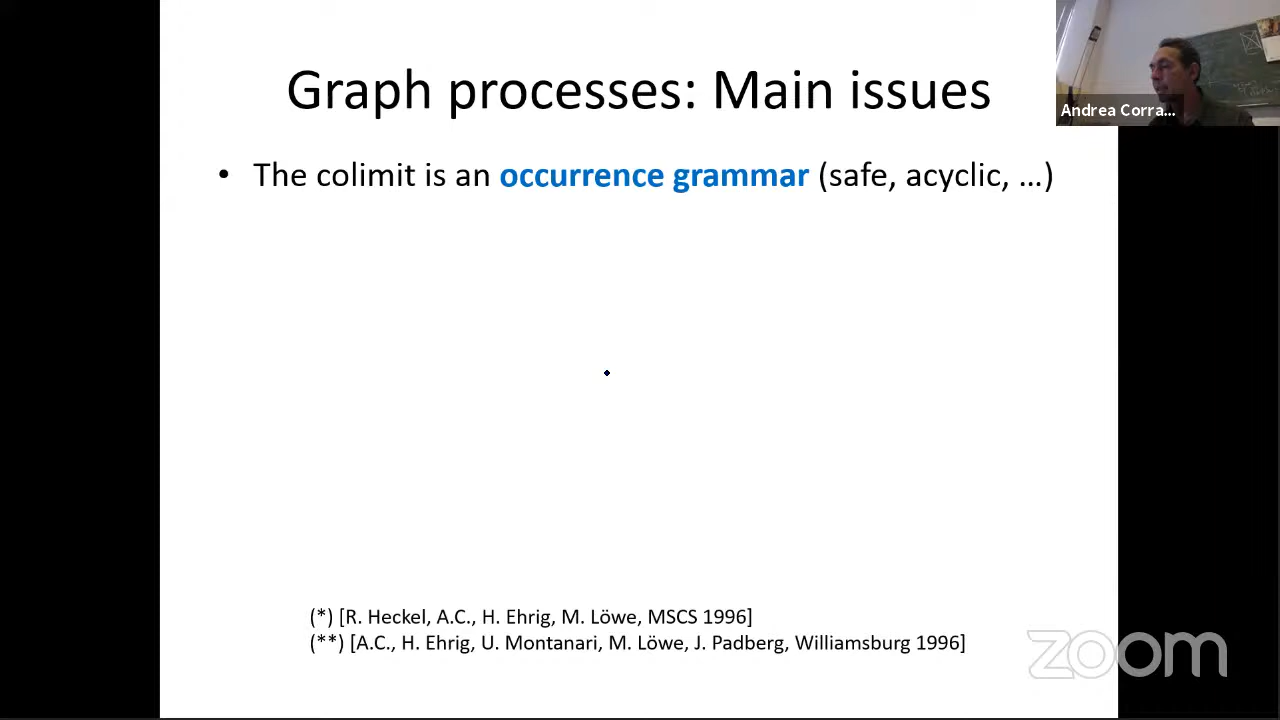 Graph processes: Main issues
Andrea Corra...
• The colimit is an occurrence grammar (safe, acyclic, ...)
(*) [R. Heckel, A.C., H. Ehrig, M. Löwe, MSCS 1996]
(**) [A.C., H. Ehrig, U. Montanari, M. Löwe, J. Padberg, Williamsburg 1996]
zoom